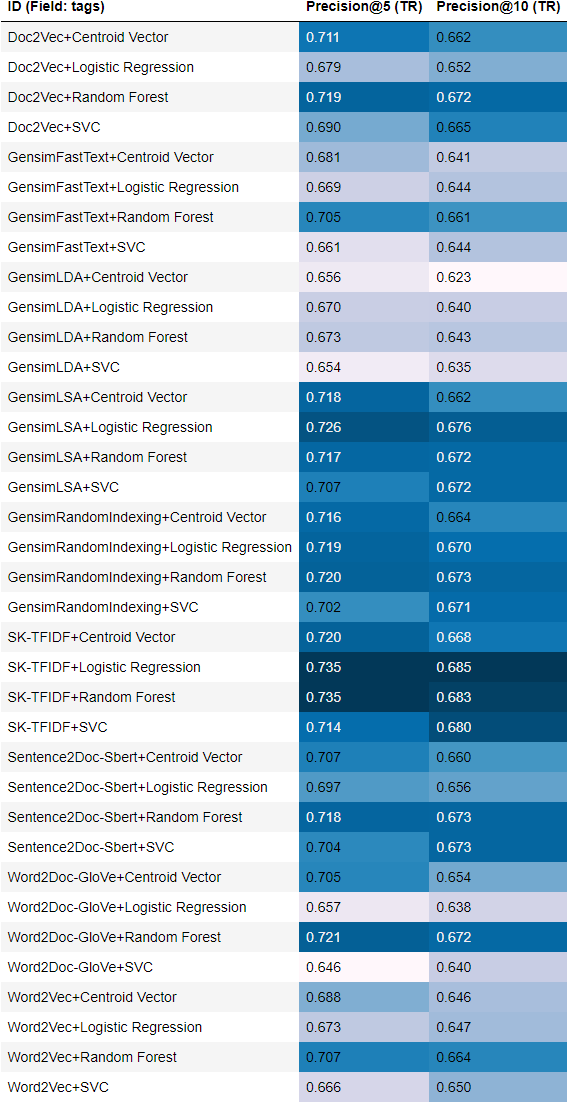 ID (Field: tags) Precision@5 (TR) Precision@10 (TR)
Doc2Vec+Centroid Vector 0.711 0.662
Doc2Vec+Logistic Regression 0.679 0.652
Doc2Vec+Random Forest 0.719 0.672
Doc2Vec+SVC 0.690 0.665
GensimFastText+Centroid Vector 0.681 0.641
GensimFastText+Logistic Regression 0.669 0.644
GensimFastText+Random Forest 0.705 0.661
GensimFastText+SVC 0.661 0.644
GensimLDA+Centroid Vector 0.656 0.623
GensimLDA+Logistic Regression 0.670 0.640
GensimLDA+Random Forest 0.673 0.643
GensimLDA+SVC 0.654 0.635
GensimLSA+Centroid Vector 0.718 0.662
GensimLSA+Logistic Regression 0.726 0.676
GensimLSA+Random Forest 0.717 0.672
GensimLSA+SVC 0.707 0.672
GensimRandomIndexing+Centroid Vector 0.716 0.664
GensimRandomIndexing+Logistic Regression 0.719 0.670
GensimRandomIndexing+Random Forest 0.720 0.673
GensimRandomIndexing+SVC 0.702 0.671
SK-TFIDF+Centroid Vector 0.720 0.668
SK-TFIDF+Logistic Regression 0.735 0.685
SK-TFIDF+Random Forest 0.735 0.683
SK-TFIDF+SVC 0.714 0.680
Sentence2Doc-Sbert+Centroid Vector 0.707 0.660
Sentence2Doc-Sbert+Logistic Regression 0.697 0.656
Sentence2Doc-Sbert+Random Forest 0.718 0.673
Sentence2Doc-Sbert+SVC 0.704 0.673
Word2Doc-GloVe+Centroid Vector 0.705 0.654
Word2Doc-GloVe+Logistic Regression 0.657 0.638
Word2Doc-GloVe+Random Forest 0.721 0.672
Word2Doc-GloVe+SVC 0.646 0.640
Word2Vec+Centroid Vector 0.688 0.646
Word2Vec+Logistic Regression 0.673 0.647
Word2Vec+Random Forest 0.707 0.664
Word2Vec+SVC 0.666 0.650